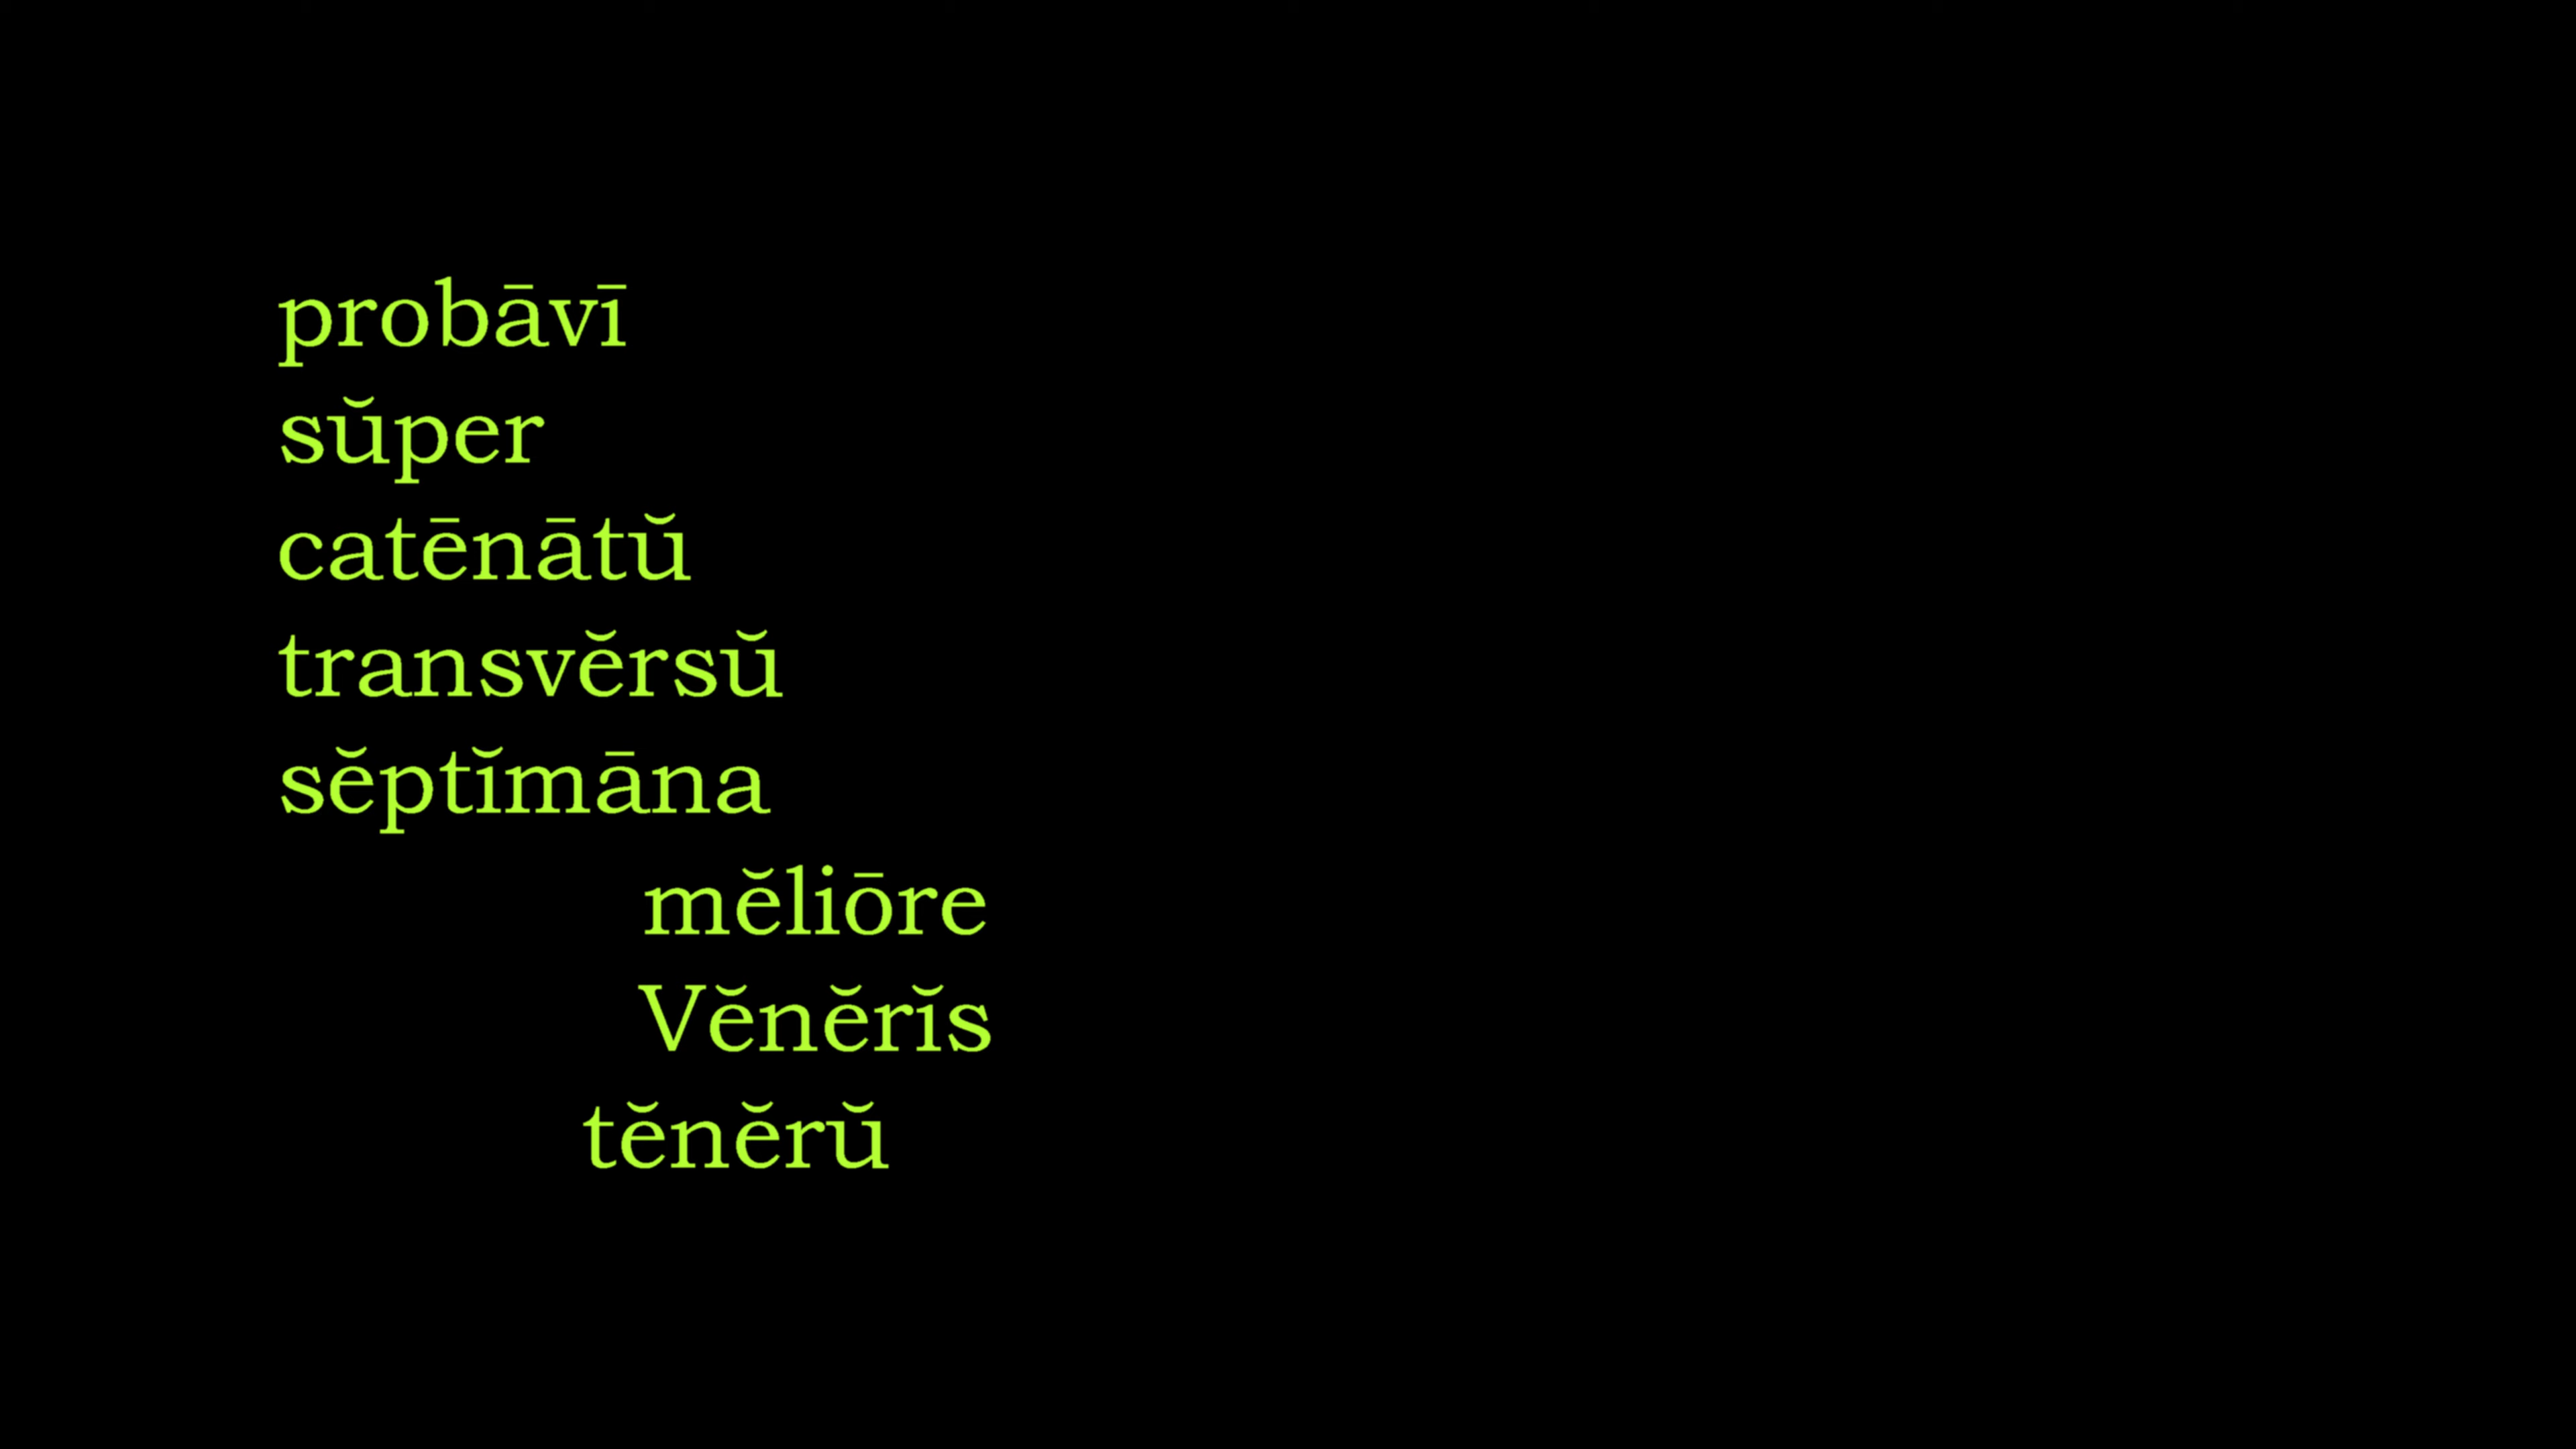 probāvī
sŭper
catēnātŭ
transvĕrsŭ
sĕptĭmāna
mĕliōre
Vĕnĕrĭs
tĕnĕrŭ